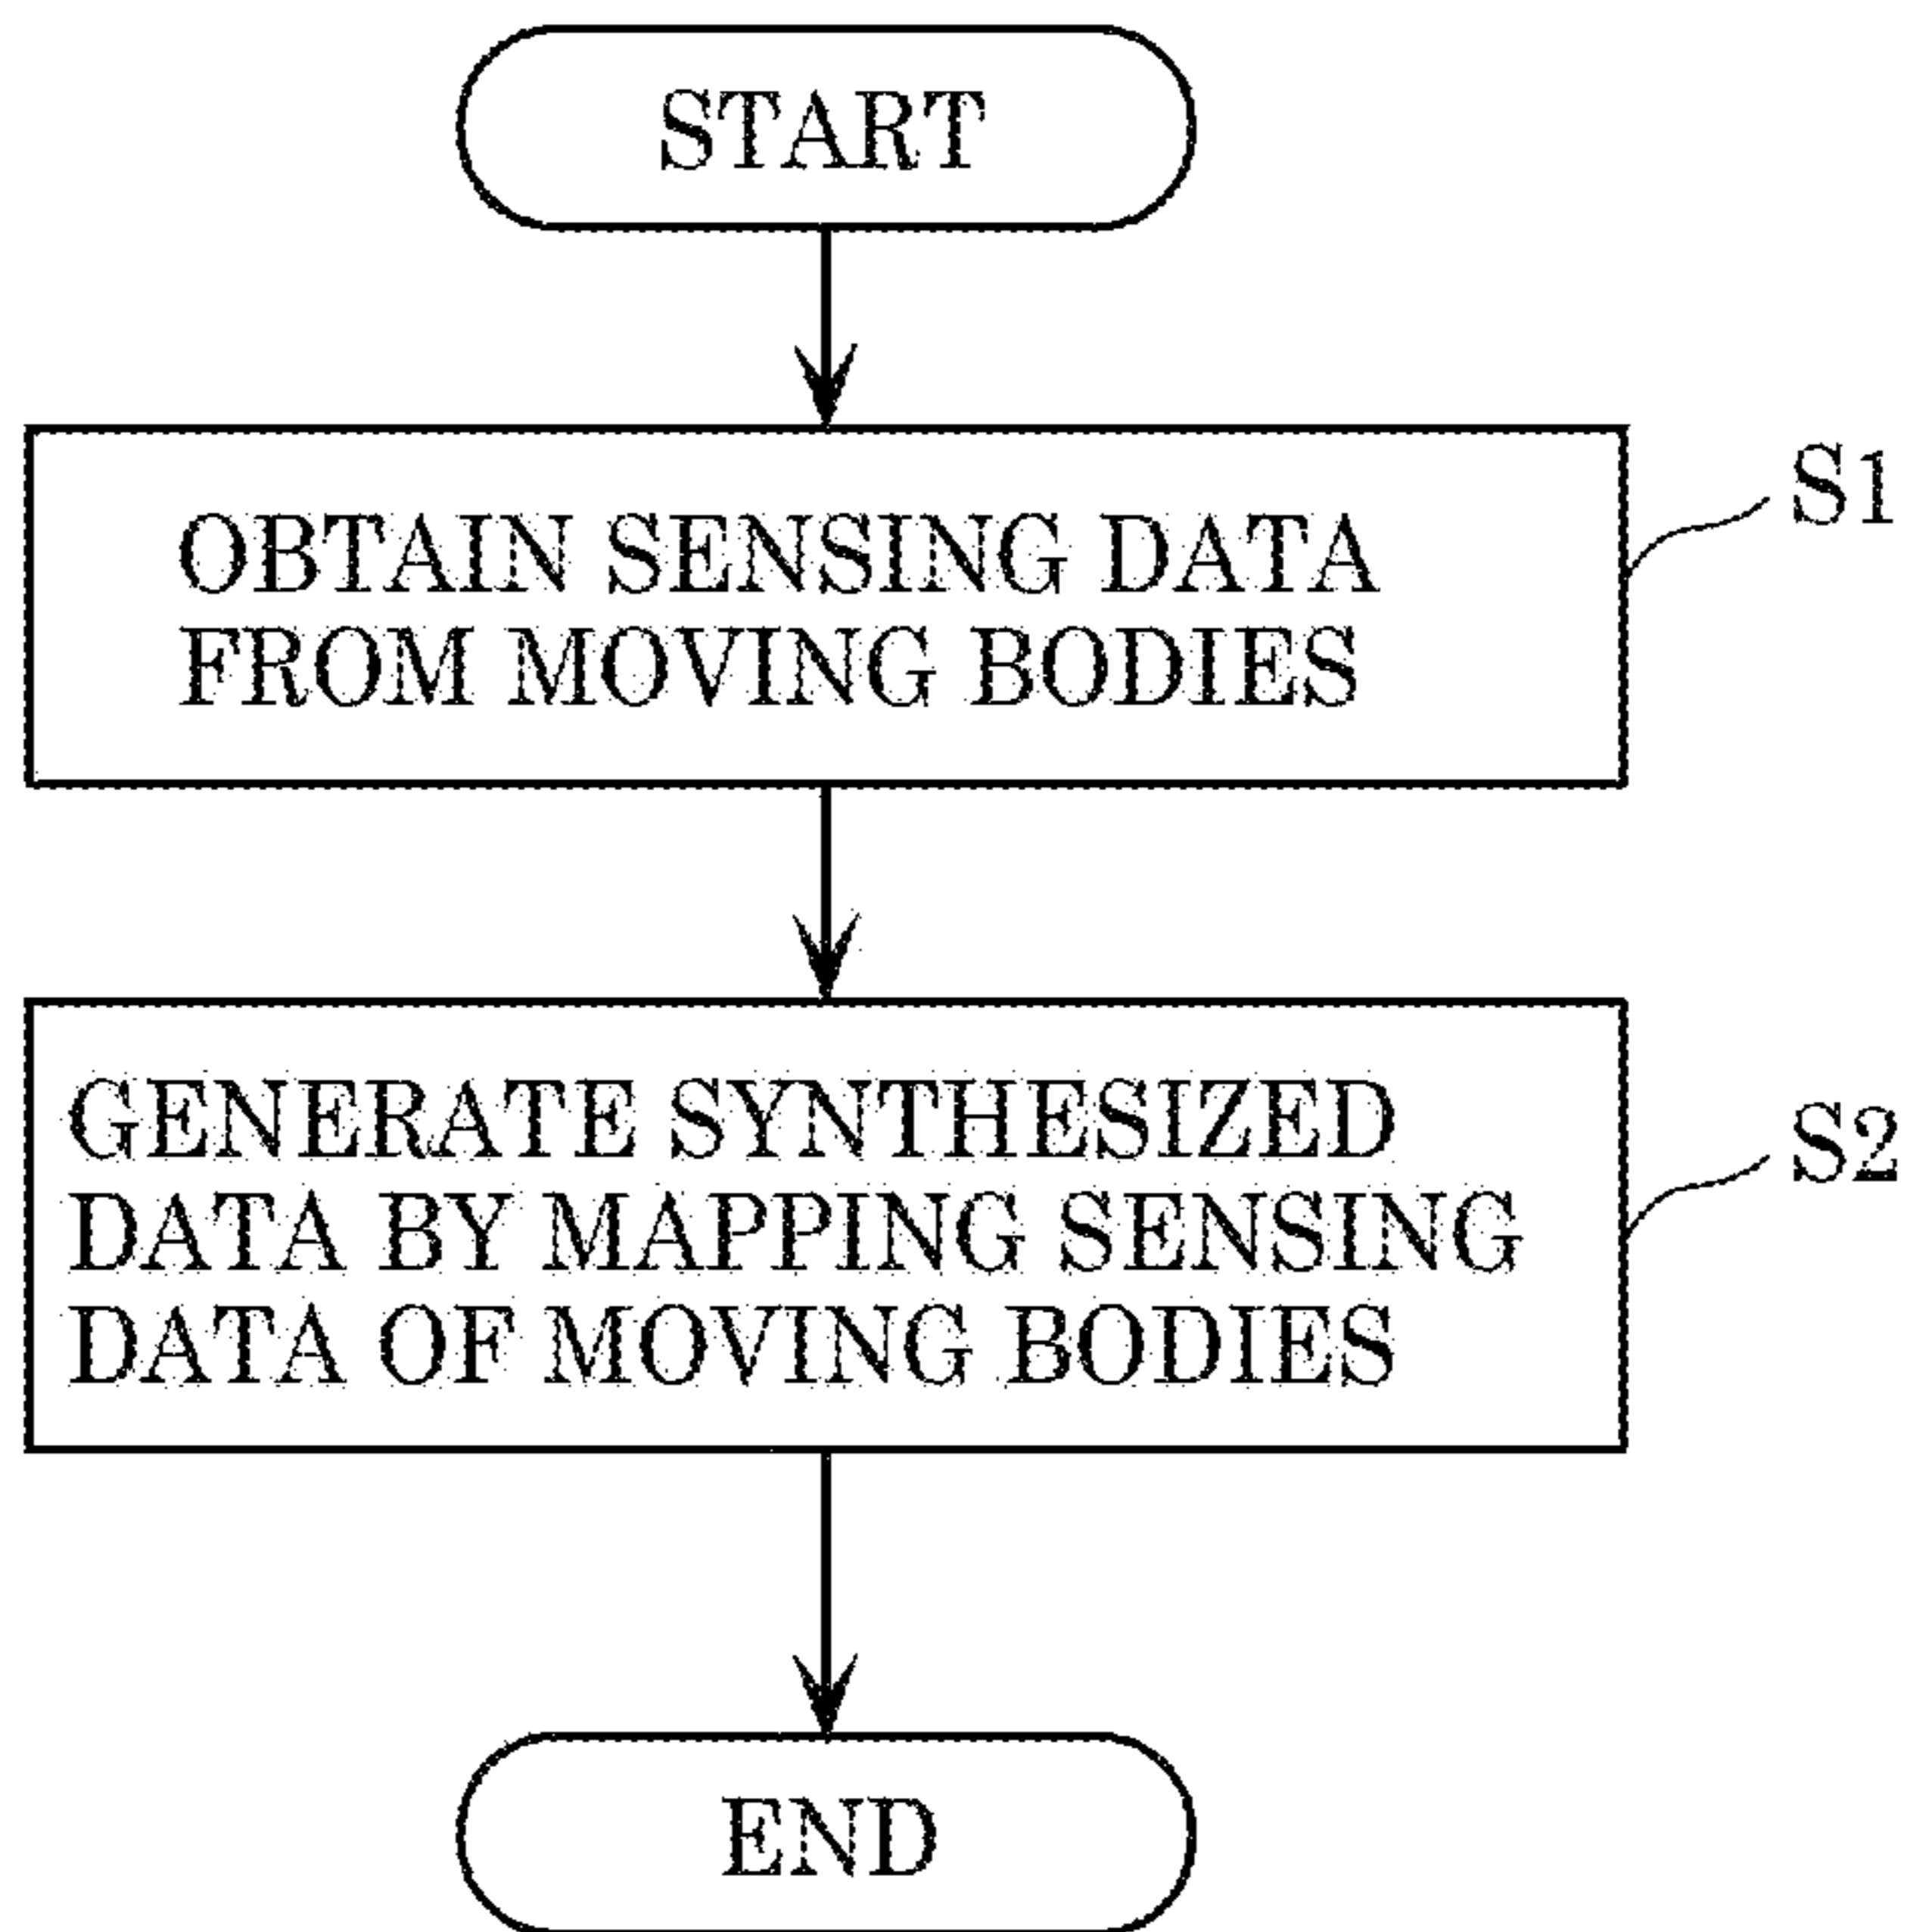 START
OBTAIN SENSING DATA
FROM MOVING BODIES
S1
GENERATE SYNTHESIZED
DATA BY MAPPING SENSING
DATA OF MOVING BODIES
S2
END